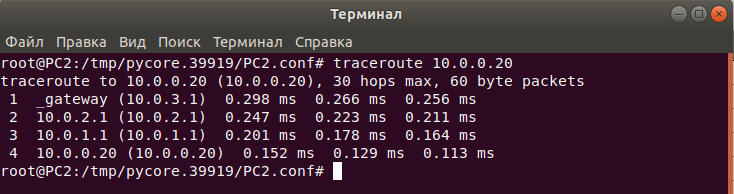 Терминал
Файл Правка Вид Поиск Терминал Справка
root@PC2:/tmp/pycore.39919/PC2.conf# traceroute 10.0.0.20
traceroute to 10.0.0.20 (10.0.0.20), 30 hops max, 60 byte packets
1 _gateway (10.0.3.1) 0.298 ms 0.266 ms 0.256 ms
2 10.0.2.1 (10.0.2.1) 0.247 ms 0.223 ms 0.211 ms
3 10.0.1.1 (10.0.1.1) 0.201 ms 0.178 ms 0.164 ms
4 10.0.0.20 (10.0.0.20) 0.152 ms 0.129 ms 0.113 ms
root@PC2:/tmp/pycore.39919/PC2.conf#